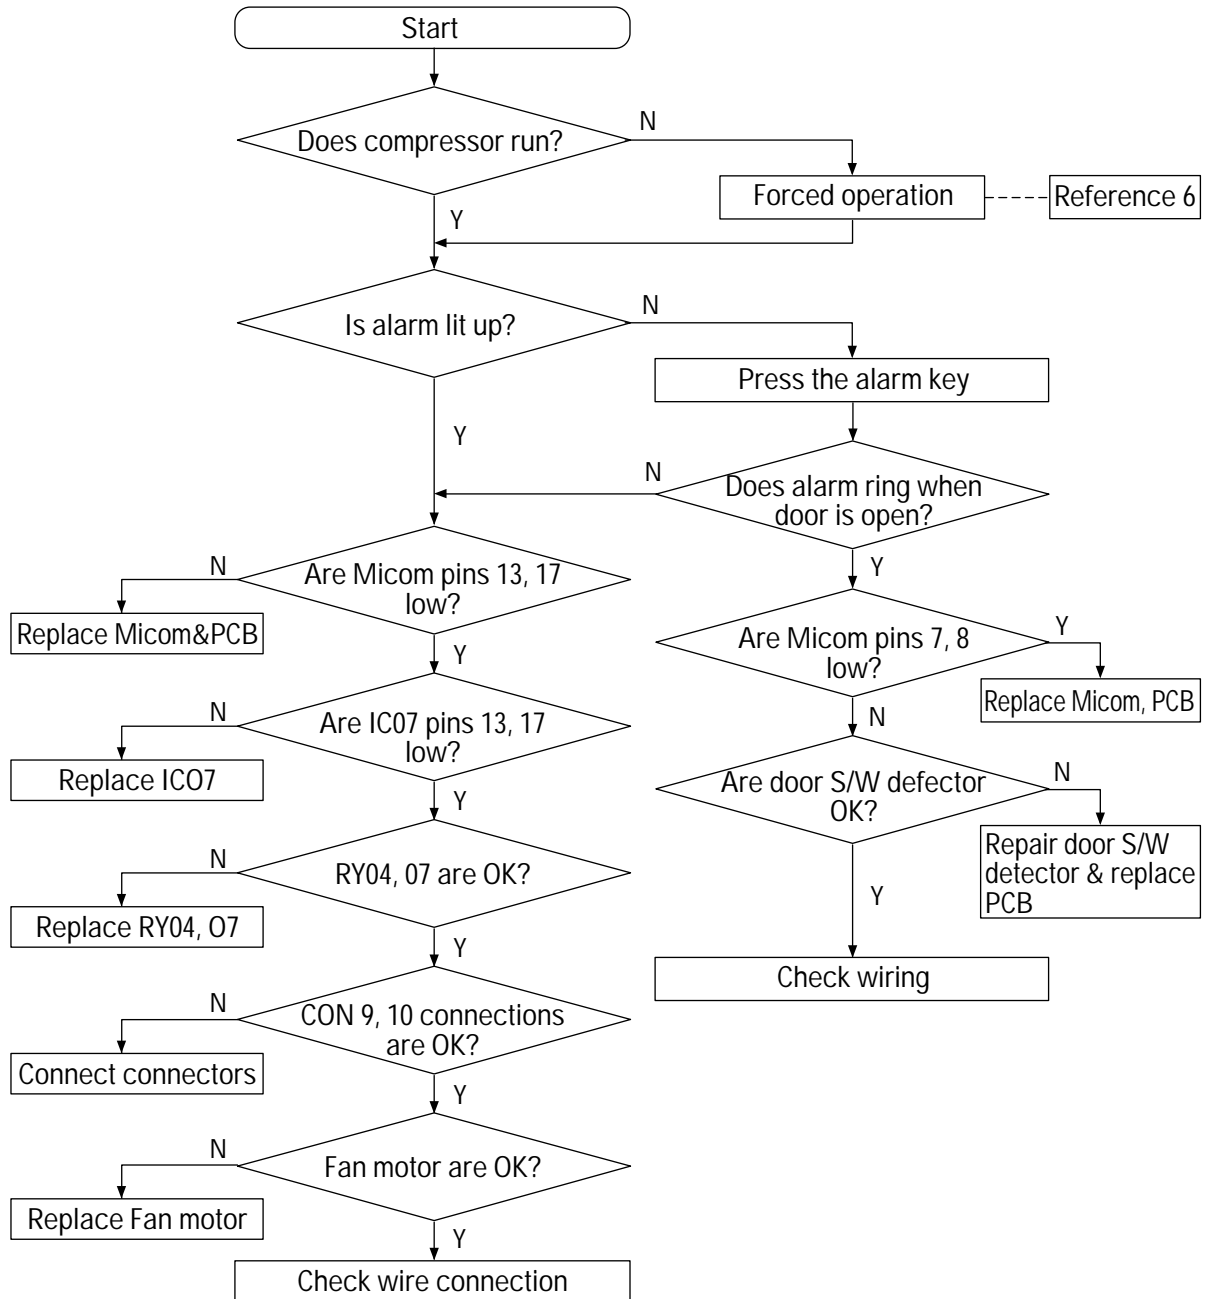 Start
Does compressor run?
N
Forced operation
Reference 6
Y
Is alarm lit up?
N
Press the alarm key
Y
Does alarm ring when
door is open?
N
Y
Are Micom pins 13, 17
low?
N
Replace Micom&PCB
Y
Are Micom pins 7, 8
low?
Y
Replace Micom, PCB
N
Are IC07 pins 13, 17
low?
N
Replace ICO7
Y
Are door S/W defector
OK?
N
Repair door S/W
detector & replace
PCB
Y
Check wiring
RY04, 07 are OK?
N
Replace RY04, O7
Y
CON 9, 10 connections
are OK?
N
Connect connectors
Y
Fan motor are OK?
N
Replace Fan motor
Y
Check wire connection